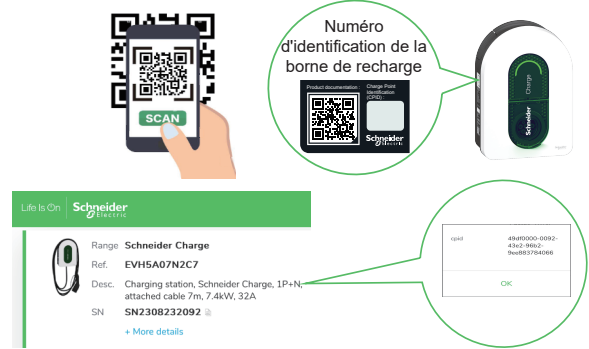 SCAN
Numéro
d'identification de la
borne de recharge
Product documentation :
Charge Point
Identification
(CPID) :
Schneider
Electric
Charge
Schneider
Life Is On
Schneider
Electric
Range Schneider Charge
Ref. EVH5A07N2C7
Desc. Charging station, Schneider Charge, 1P+N,
attached cable 7m, 7.4kW, 32A
SN SN2308232092
+ More details
cpid 49df0000-0092-
43e2-96b2-
9ee883784066
OK